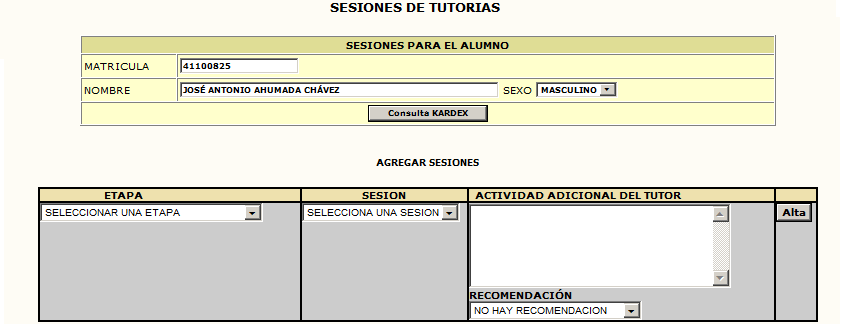 SESIONES DE TUTORIAS
SESIONES PARA EL ALUMNO
MATRICULA 41100825
NOMBRE JOSÉ ANTONIO AHUMADA CHÁVEZ SEXO MASCULINO
Consulta KARDEX
AGREGAR SESIONES
ETAPA SESION ACTIVIDAD ADICIONAL DEL TUTOR
SELECCIONAR UNA ETAPA SELECCIONA UNA SESION Alta
RECOMENDACIÓN
NO HAY RECOMENDACION